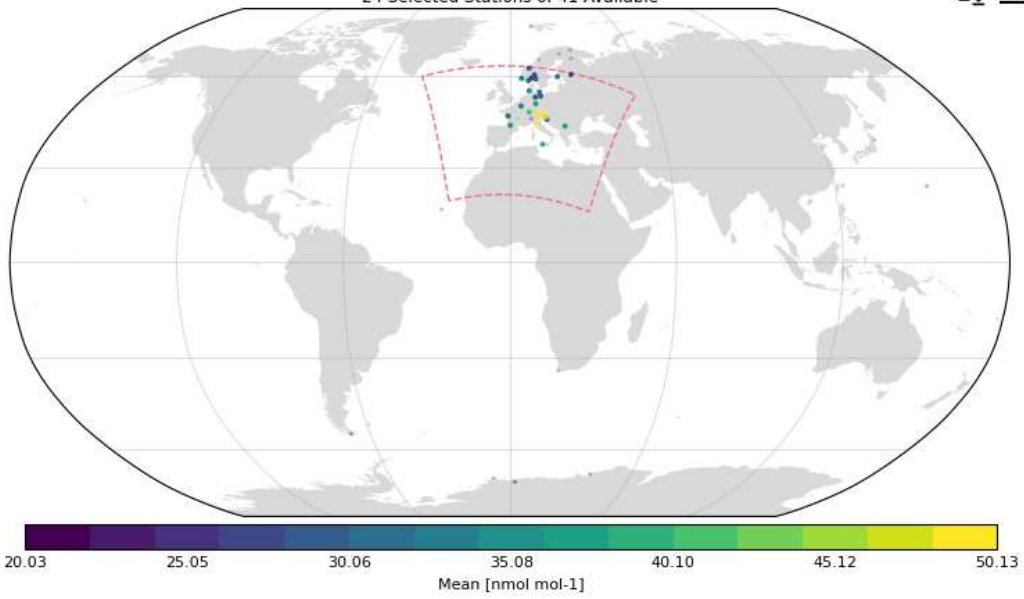 24 Selected Stations of 41 Available
20.03 25.05 30.06 35.08 40.10 45.12 50.13
Mean [nmol mol-1]